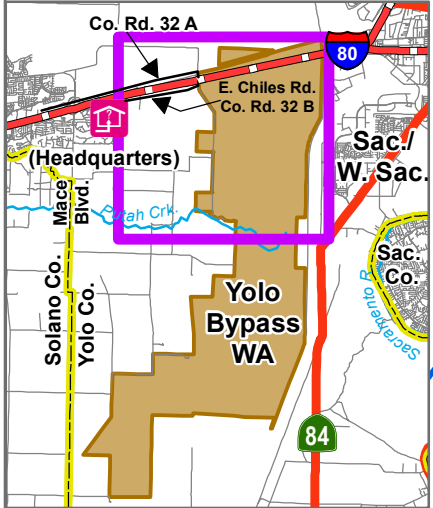 Co. Rd. 32 A
80
E. Chiles Rd.
Co. Rd. 32 B
?
(Headquarters)
Sac./
W. Sac.
Mace
Blvd.
Putah Crk.
Solano Co.
Yolo Co.
Yolo
Bypass
WA
Sac.
Co.
Sacramento R.
84